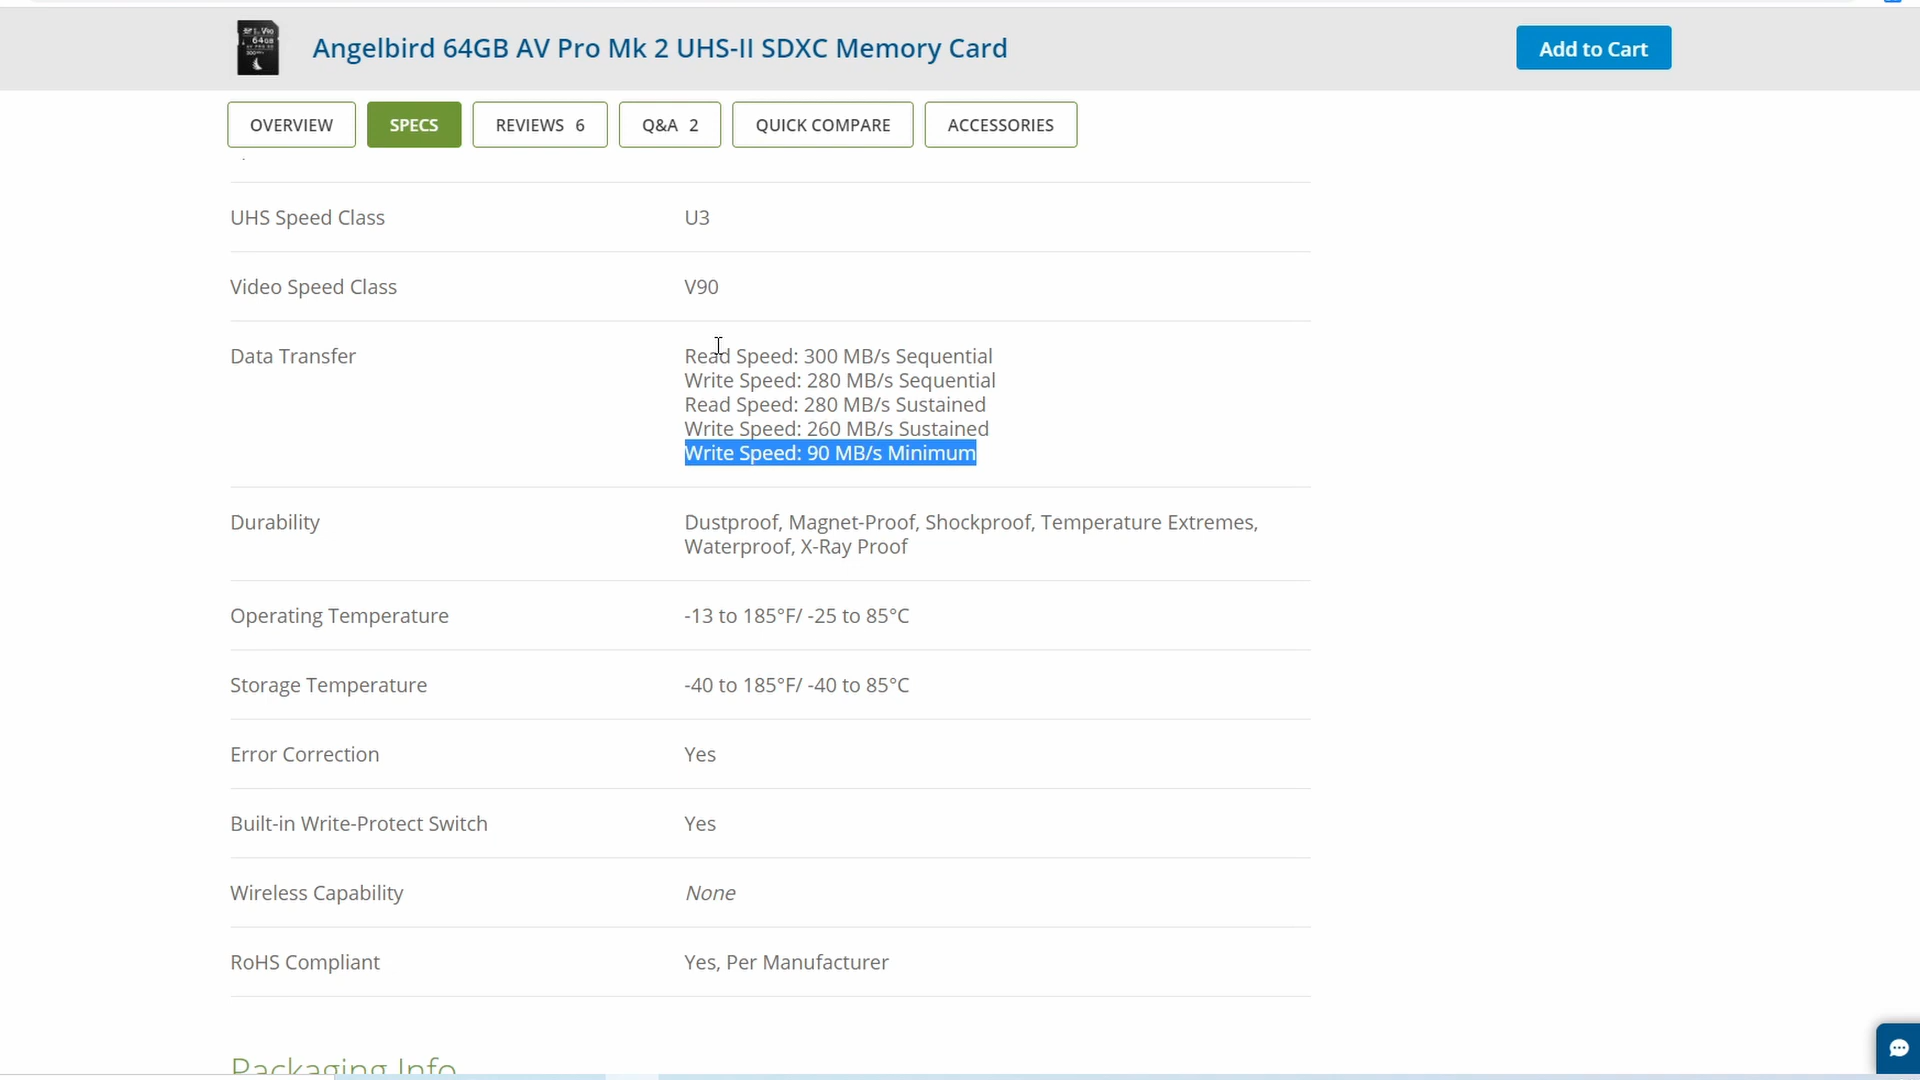 Angelbird 64GB AV Pro Mk 2 UHS-II SDXC Memory Card
Add to Cart
OVERVIEW
SPECS
REVIEWS 6
Q&A 2
QUICK COMPARE
ACCESSORIES
UHS Speed Class
U3
Video Speed Class
V90
Data Transfer
Read Speed: 300 MB/s Sequential
Write Speed: 280 MB/s Sequential
Read Speed: 280 MB/s Sustained
Write Speed: 260 MB/s Sustained
Write Speed: 90 MB/s Minimum
Durability
Dustproof, Magnet-Proof, Shockproof, Temperature Extremes,
Waterproof, X-Ray Proof
Operating Temperature
-13 to 185°F/ -25 to 85°C
Storage Temperature
-40 to 185°F/ -40 to 85°C
Error Correction
Yes
Built-in Write-Protect Switch
Yes
Wireless Capability
None
RoHS Compliant
Yes, Per Manufacturer
Packaging Info